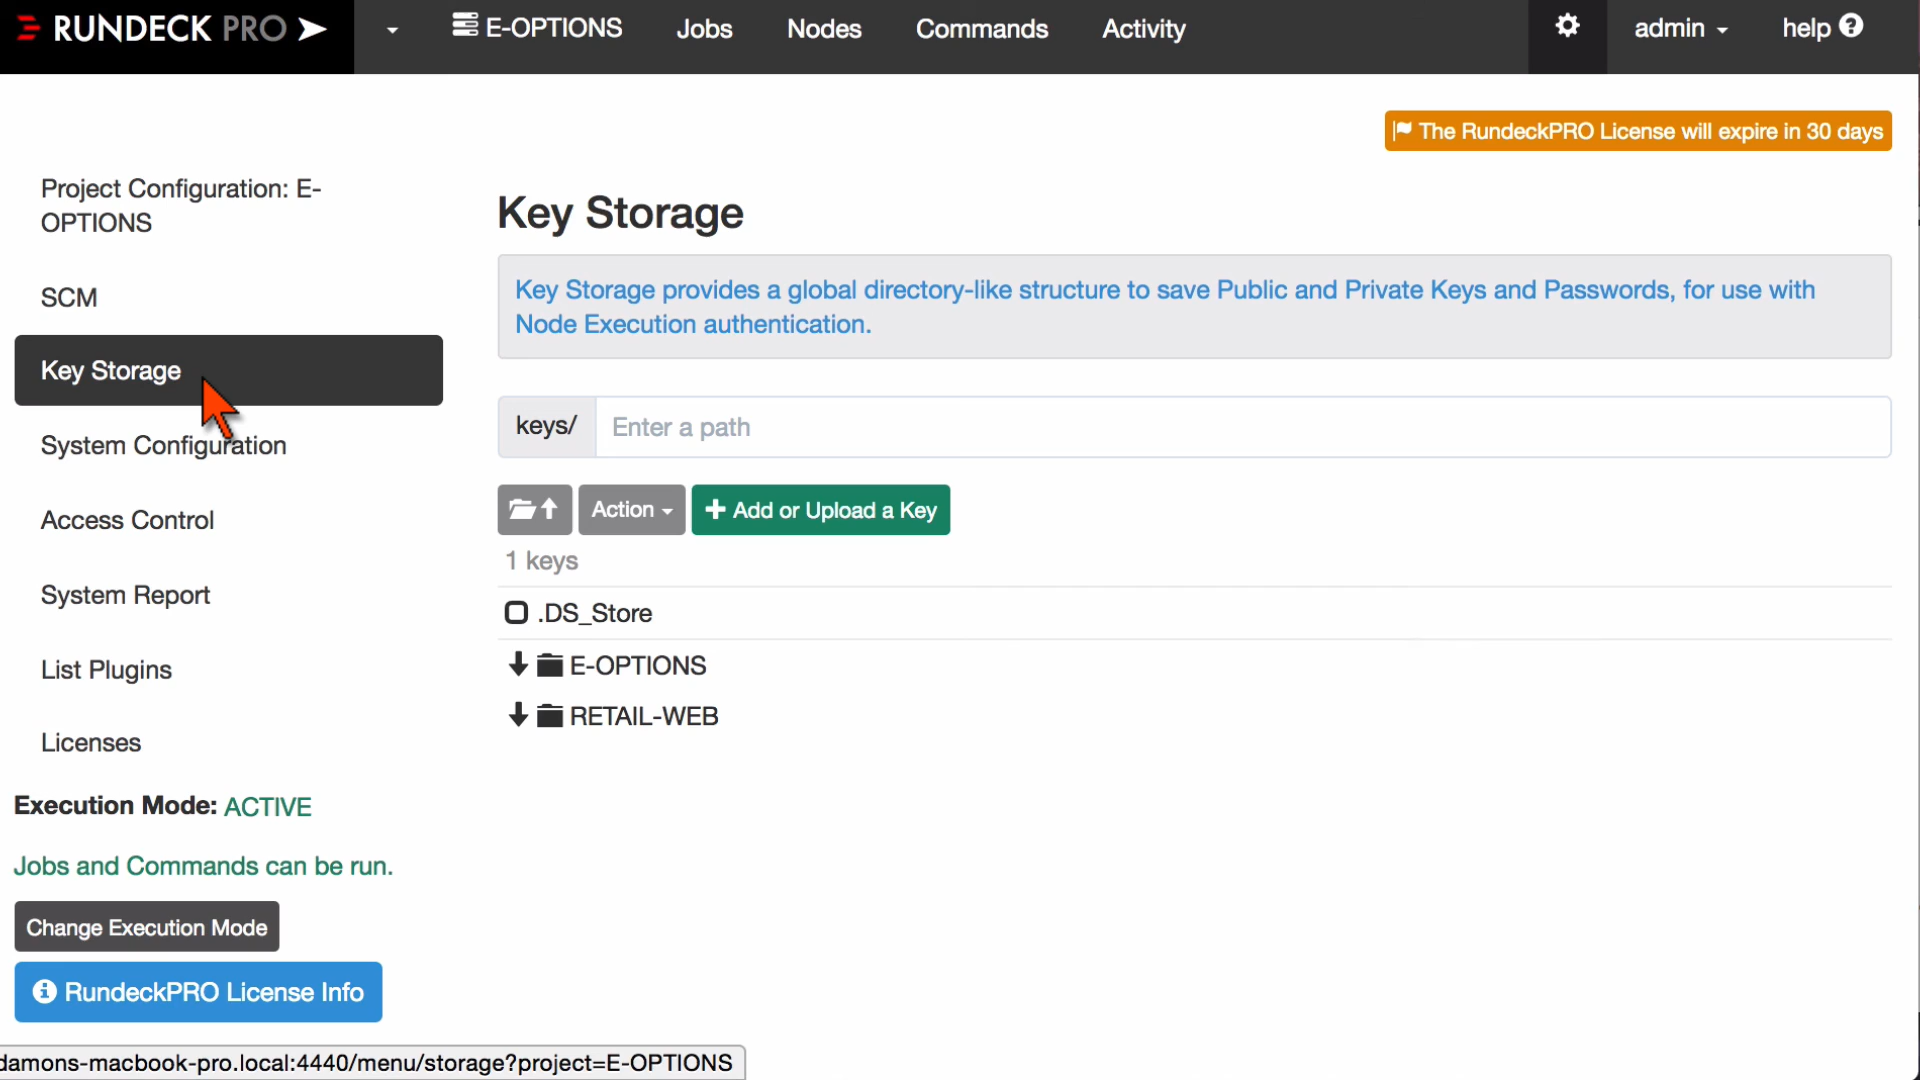 RUNDECK PRO
E-OPTIONS
Jobs
Nodes
Commands
Activity
admin
help
The RundeckPRO License will expire in 30 days
Project Configuration: E-
OPTIONS
SCM
Key Storage
System Configuration
Access Control
System Report
List Plugins
Licenses
Execution Mode: ACTIVE
Jobs and Commands can be run.
Change Execution Mode
RundeckPRO License Info
Key Storage
Key Storage provides a global directory-like structure to save Public and Private Keys and Passwords, for use with
Node Execution authentication.
keys/ Enter a path
Action
Add or Upload a Key
1 keys
.DS_Store
E-OPTIONS
RETAIL-WEB
damons-macbook-pro.local:4440/menu/storage?project=E-OPTIONS